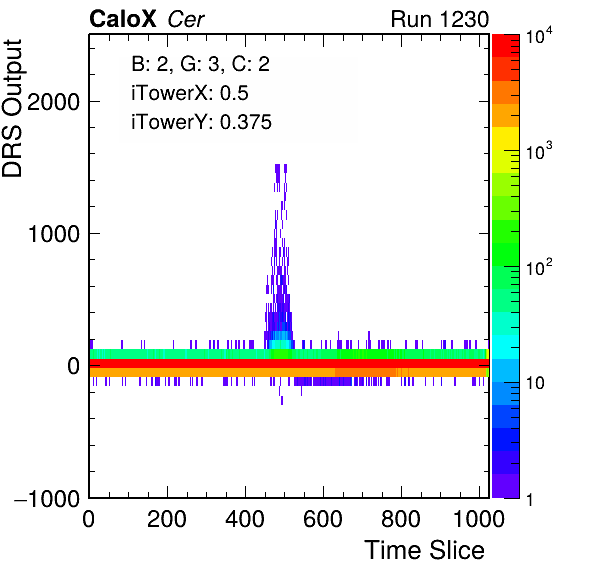 CaloX Cer Run 1230
B: 2, G: 3, C: 2
iTowerX: 0.5
iTowerY: 0.375
DRS Output
2000
1000
0
−1000
0 200 400 600 800 1000
Time Slice
10^4
10^3
10^2
10
1